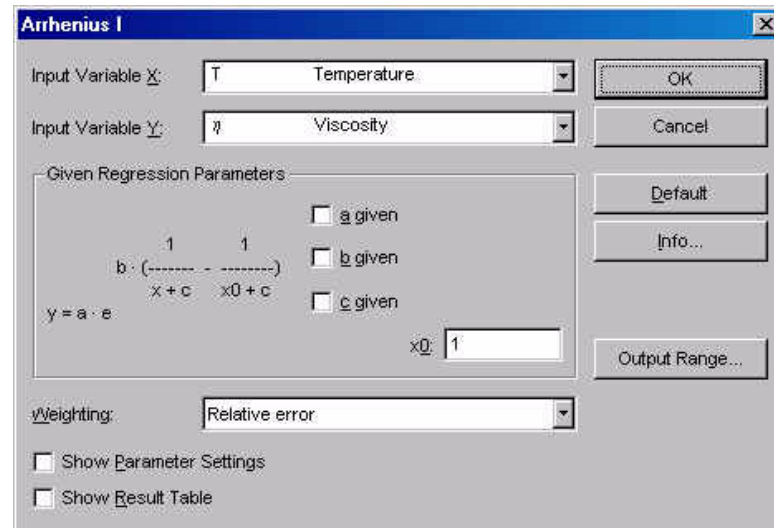 Arrhenius I
Input Variable X: T Temperature OK
Input Variable Y: η Viscosity Cancel
Given Regression Parameters
Default
a given
Info...
1 1
b · (------- - --------)
x + c x0 + c
y = a · e
b given
c given
x0: 1
Output Range...
Weighting: Relative error
Show Parameter Settings
Show Result Table